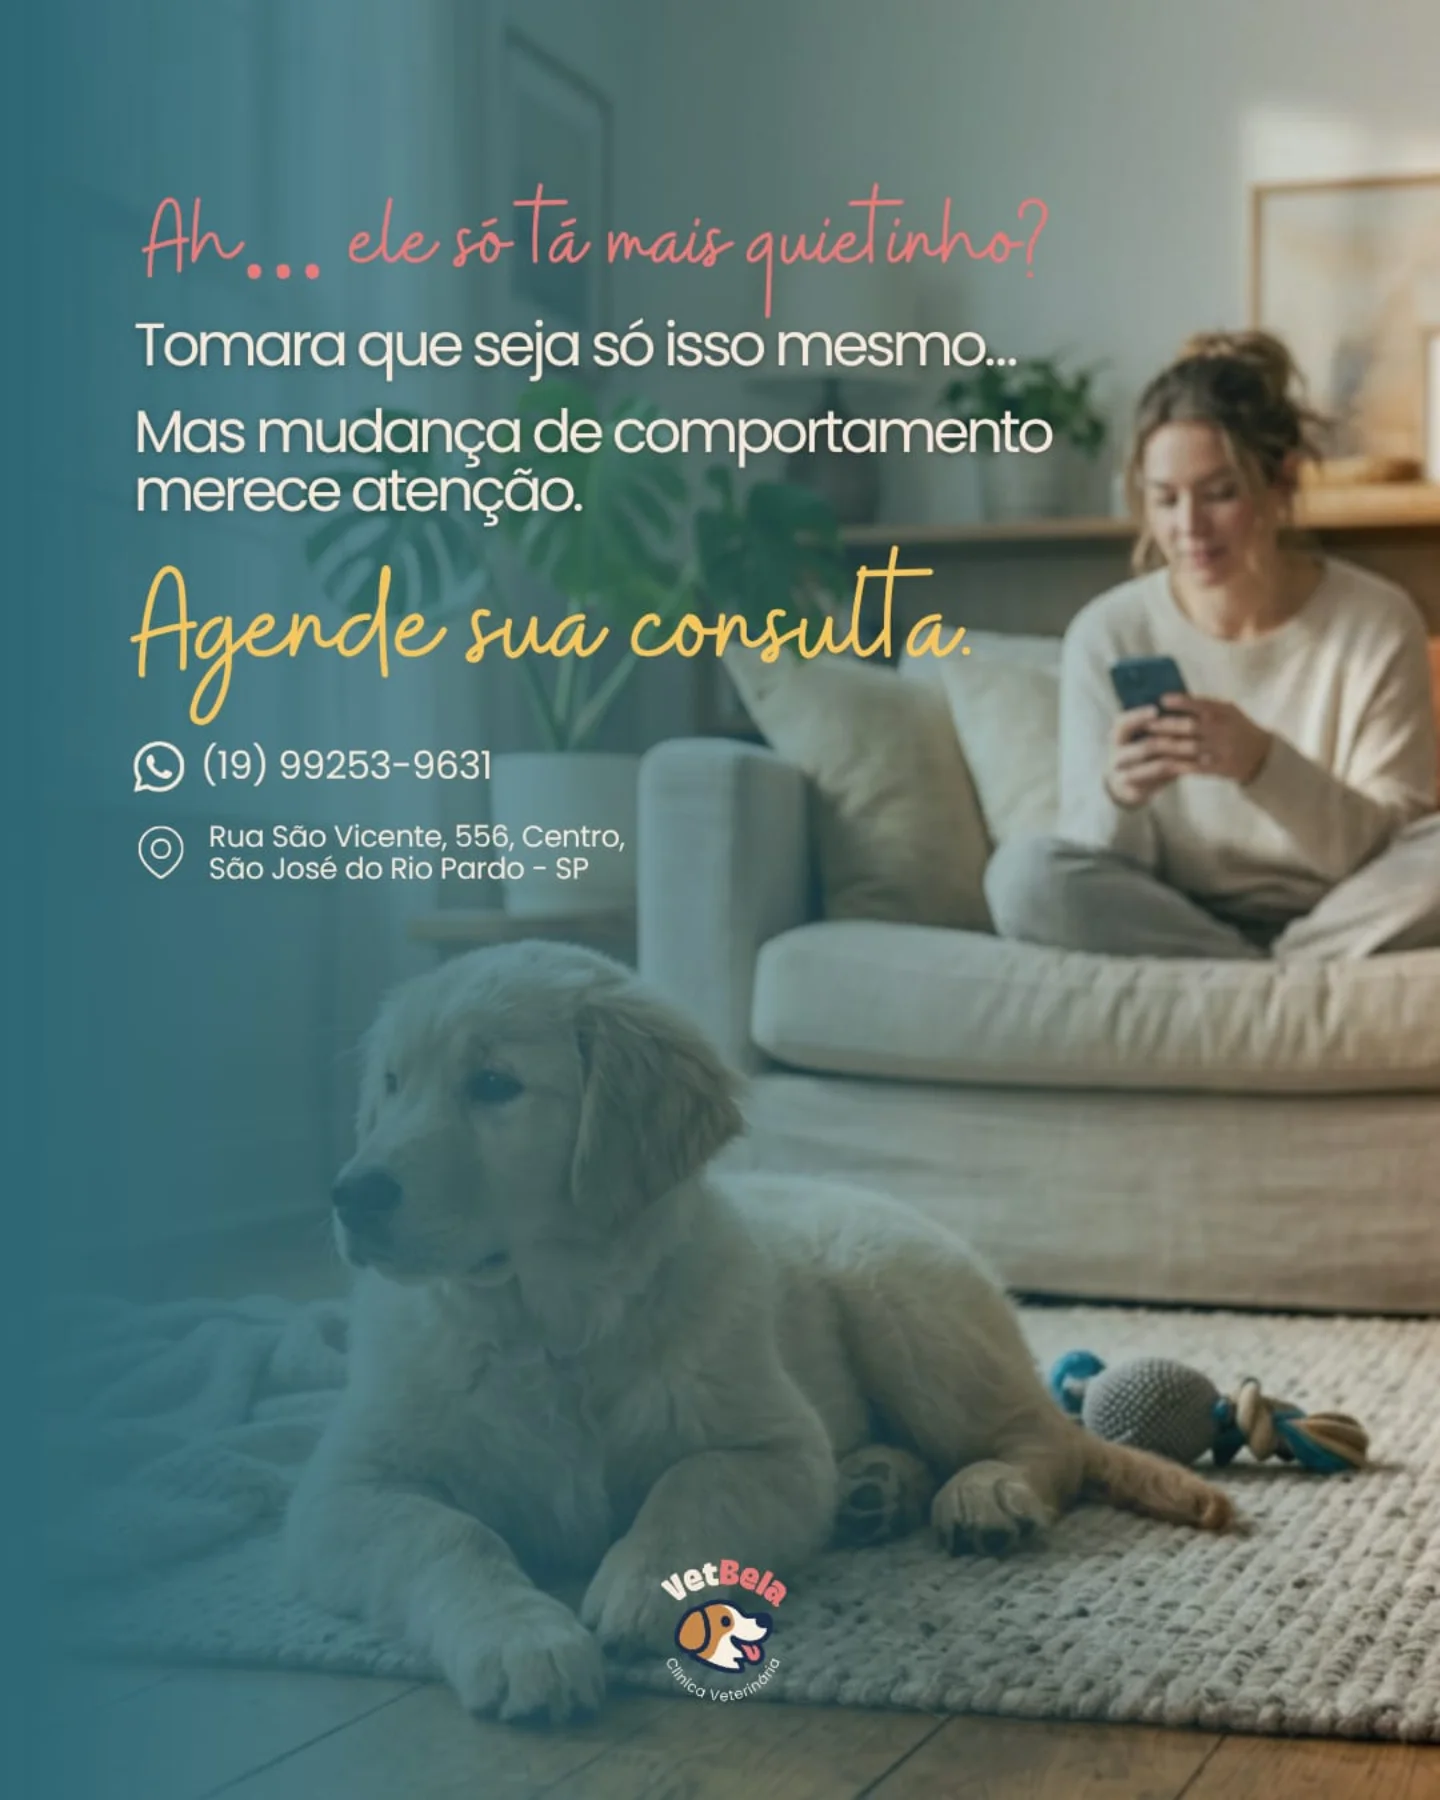 Ah... ele só tá mais quietinho?
Tomara que seja só isso mesmo...
Mas mudança de comportamento
merece atenção.
Agende sua consulta.
(19) 99253-9631
Rua São Vicente, 556, Centro,
São José do Rio Pardo - SP
VetBela
Clínica Veterinária